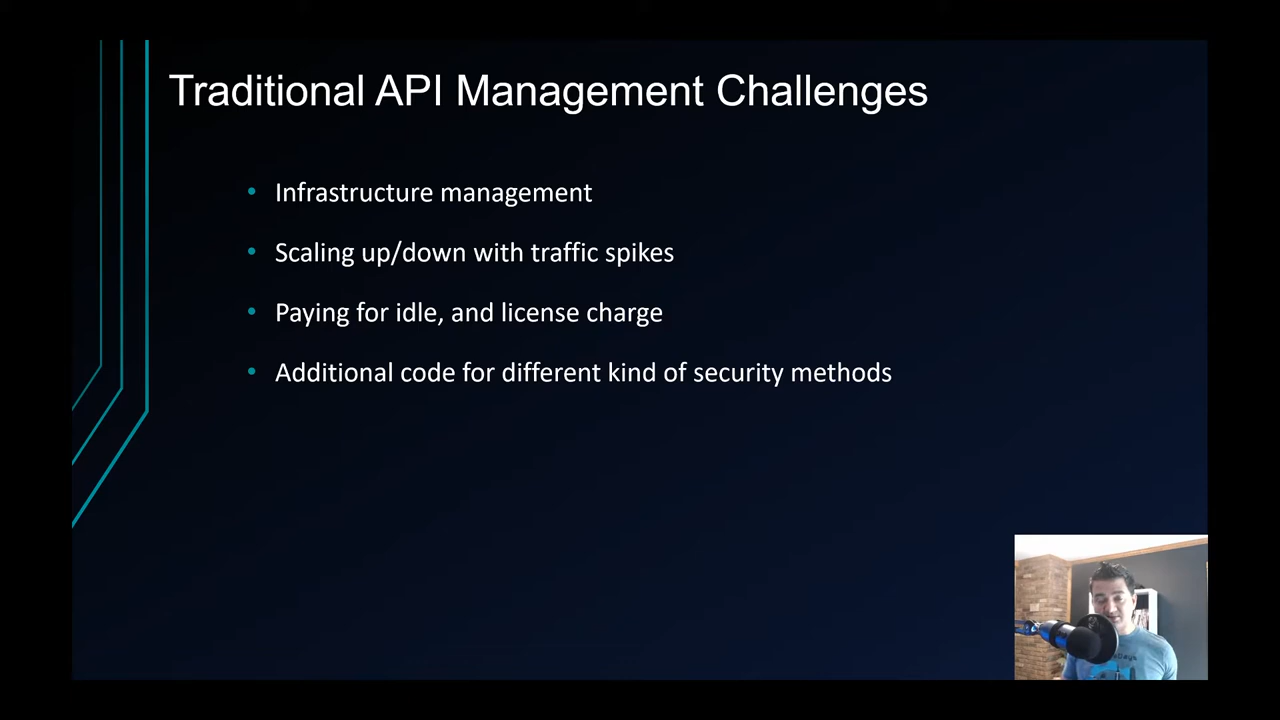 Traditional API Management Challenges
• Infrastructure management
• Scaling up/down with traffic spikes
• Paying for idle, and license charge
• Additional code for different kind of security methods